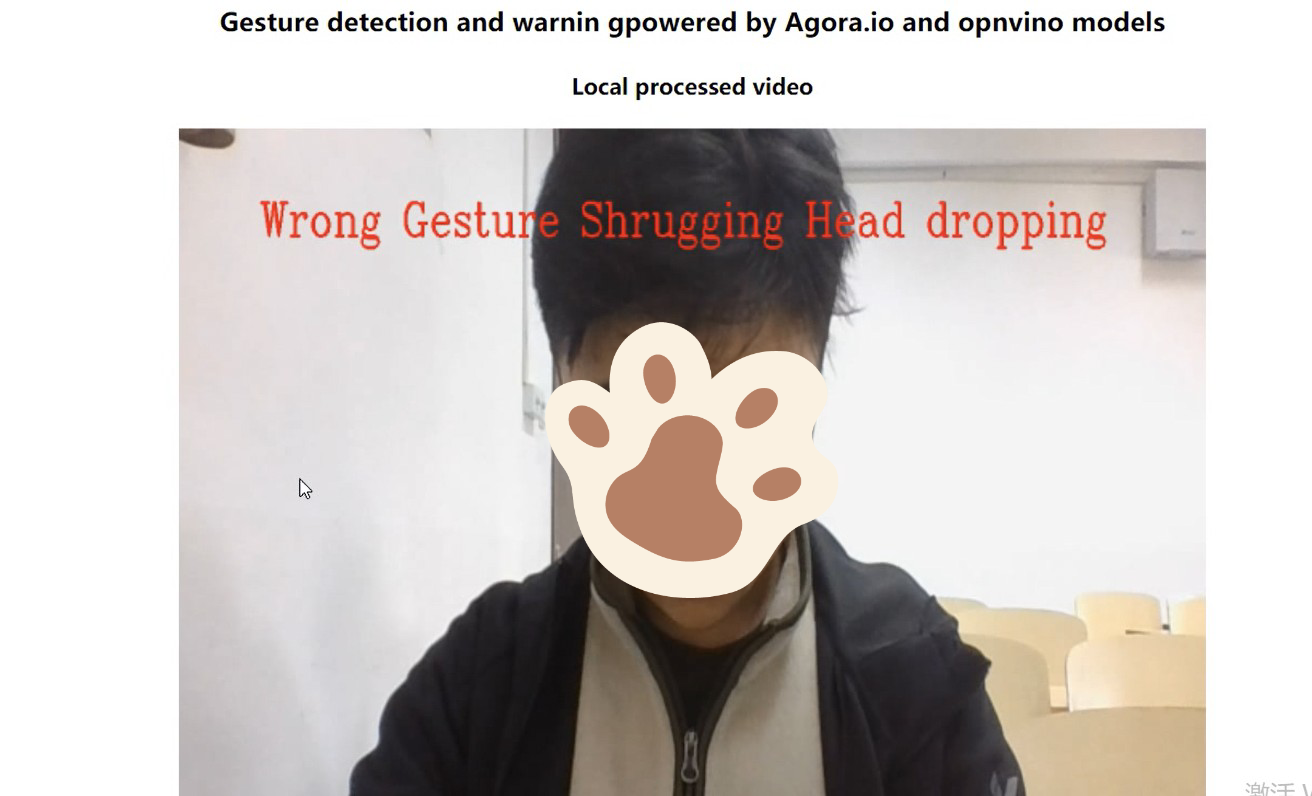 Gesture detection and warnin gpowered by Agora.io and opnvino models
Local processed video
Wrong Gesture Shrugging Head dropping
激活